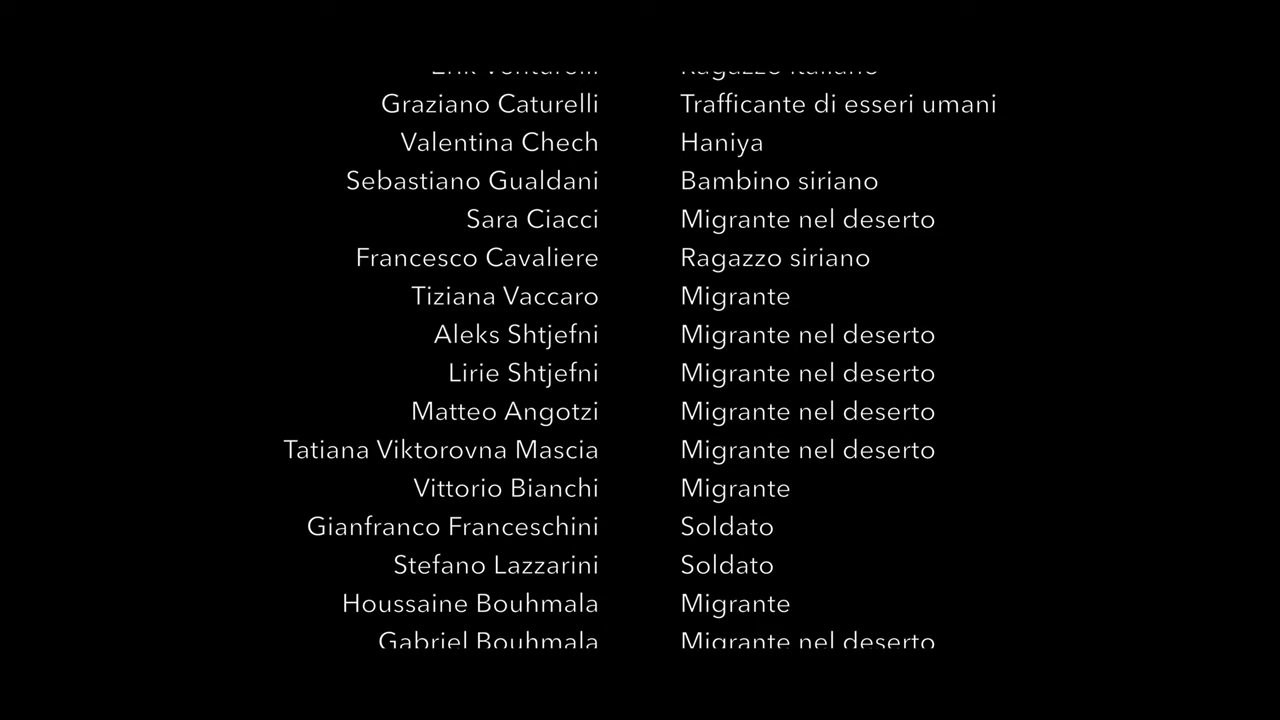 Graziano Caturelli Trafficante di esseri umani
Valentina Chech Haniya
Sebastiano Gualdani Bambino siriano
Sara Ciacci Migrante nel deserto
Francesco Cavaliere Ragazzo siriano
Tiziana Vaccaro Migrante
Aleks Shtjefni Migrante nel deserto
Lirie Shtjefni Migrante nel deserto
Matteo Angotzi Migrante nel deserto
Tatiana Viktorovna Mascia Migrante nel deserto
Vittorio Bianchi Migrante
Gianfranco Franceschini Soldato
Stefano Lazzarini Soldato
Houssaine Bouhmala Migrante
Gabriel Bouhmala Migrante nel deserto